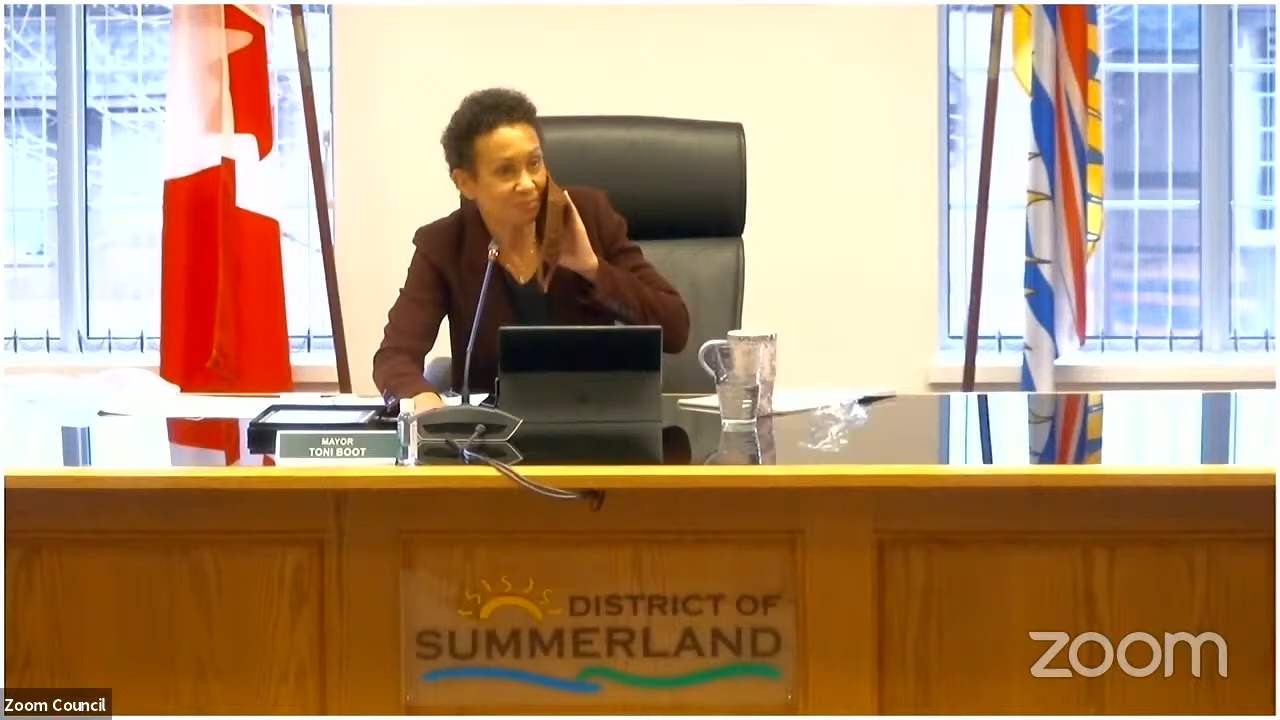 MAYOR
TONI BOOT
DISTRICT OF
SUMMERLAND
zoom
Zoom Council